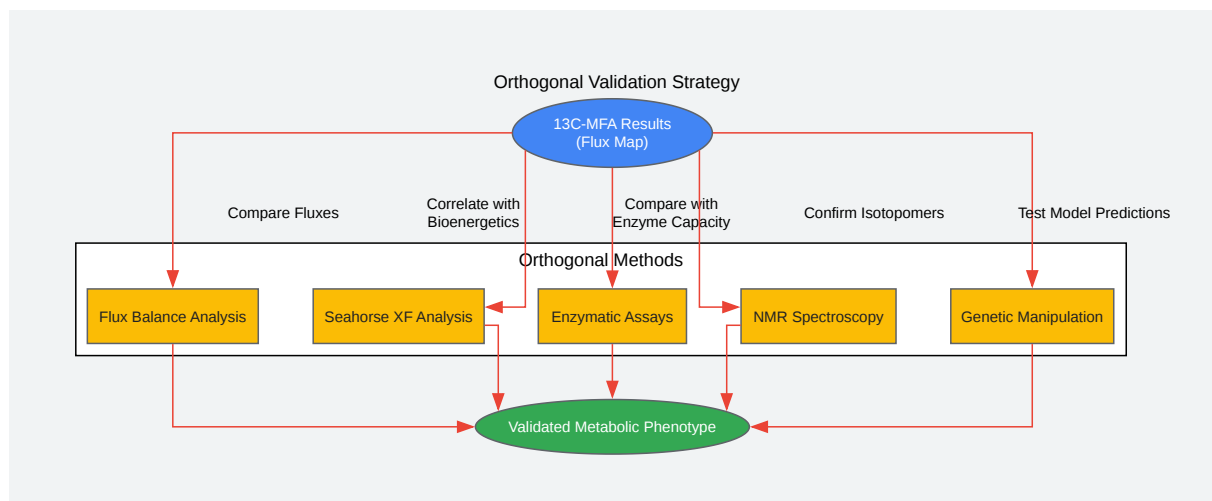 Orthogonal Validation Strategy
13C-MFA Results
(Flux Map)
Compare Fluxes
Correlate with
Bioenergetics
Compare with
Enzyme Capacity
Confirm Isotopomers
Test Model Predictions
Orthogonal Methods
Flux Balance Analysis
Seahorse XF Analysis
Enzymatic Assays
NMR Spectroscopy
Genetic Manipulation
Validated Metabolic Phenotype